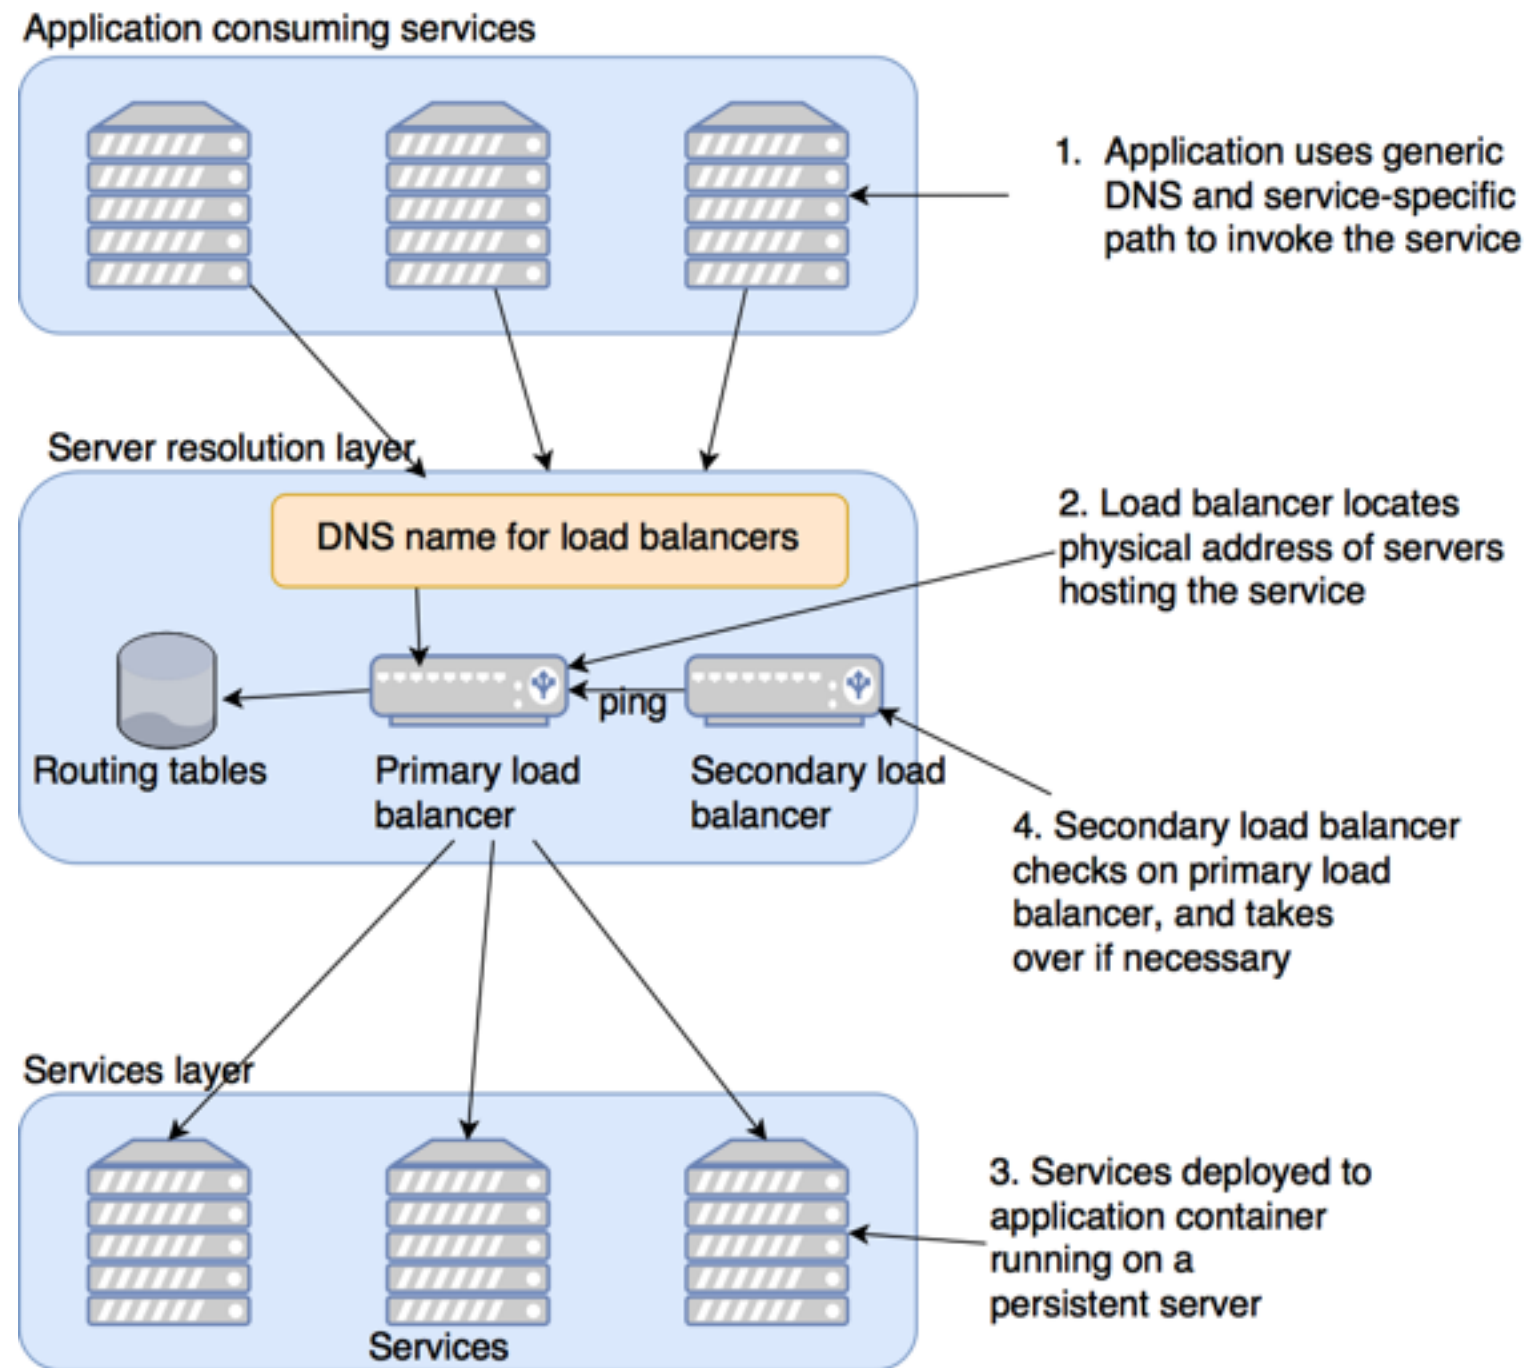 Application consuming services
1. Application uses generic
DNS and service-specific
path to invoke the service
Server resolution layer
DNS name for load balancers
2. Load balancer locates
physical address of servers
hosting the service
ping
Routing tables
Primary load
balancer
Secondary load
balancer
4. Secondary load balancer
checks on primary load
balancer, and takes
over if necessary
Services layer
3. Services deployed to
application container
running on a
persistent server
Services